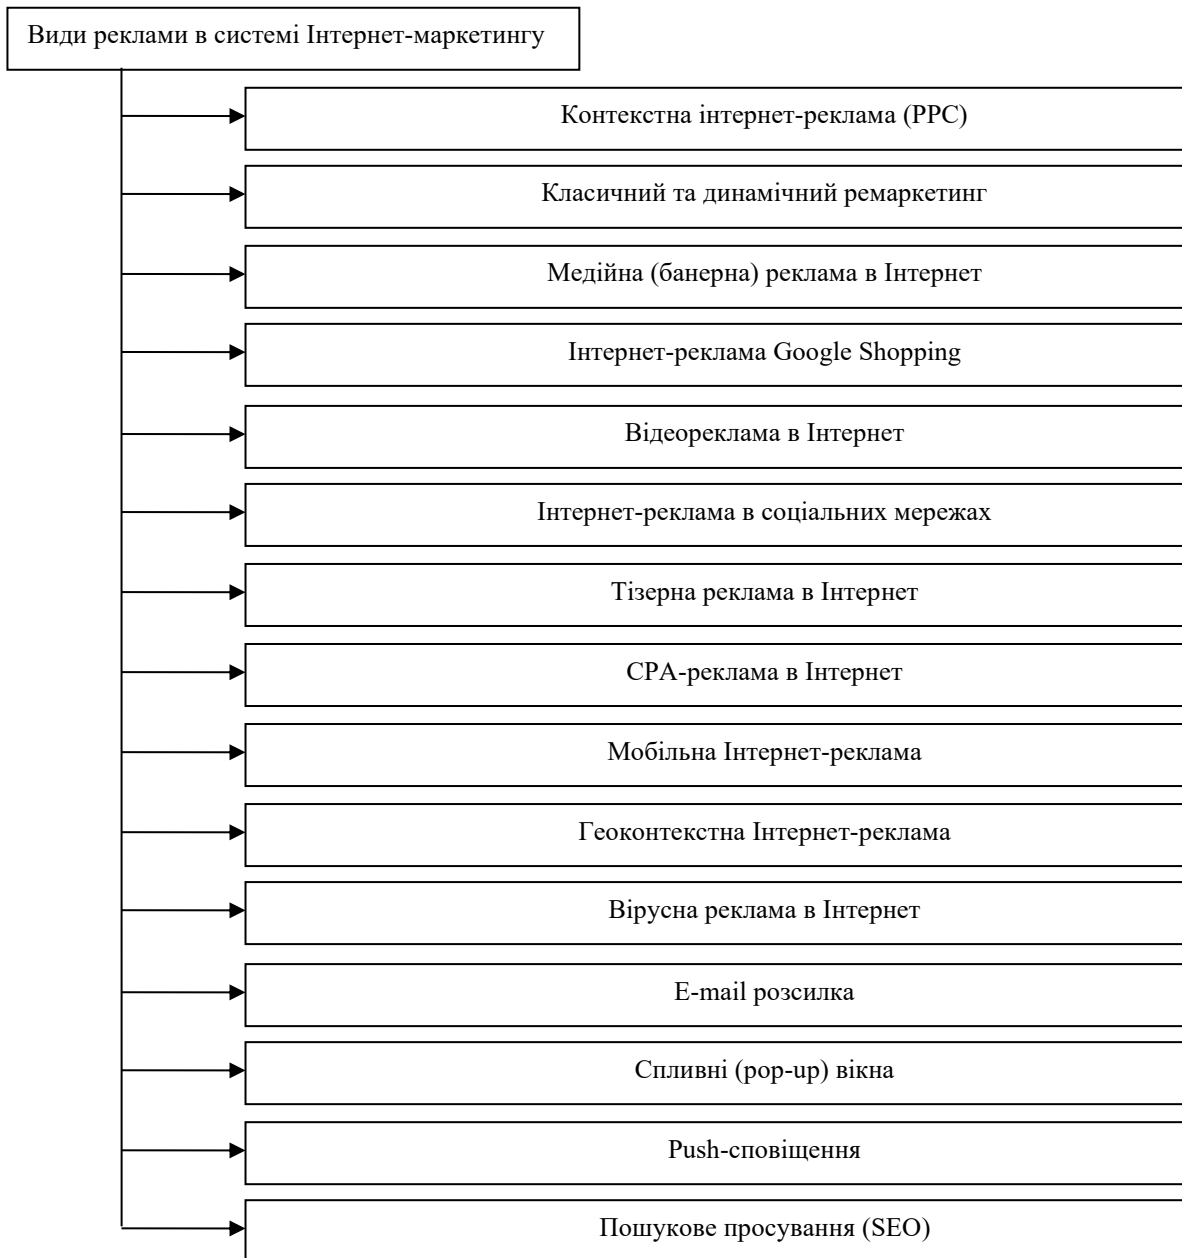 Види реклами в системі Інтернет-маркетингу
Контекстна інтернет-реклама (PPC)
Класичний та динамічний ремаркетинг
Медійна (банерна) реклама в Інтернет
Інтернет-реклама Google Shopping
Відеореклама в Інтернет
Інтернет-реклама в соціальних мережах
Тізерна реклама в Інтернет
CPA-реклама в Інтернет
Мобільна Інтернет-реклама
Геоконтекстна Інтернет-реклама
Вірусна реклама в Інтернет
E-mail розсилка
Спливні (pop-up) вікна
Push-сповіщення
Пошукове просування (SEO)